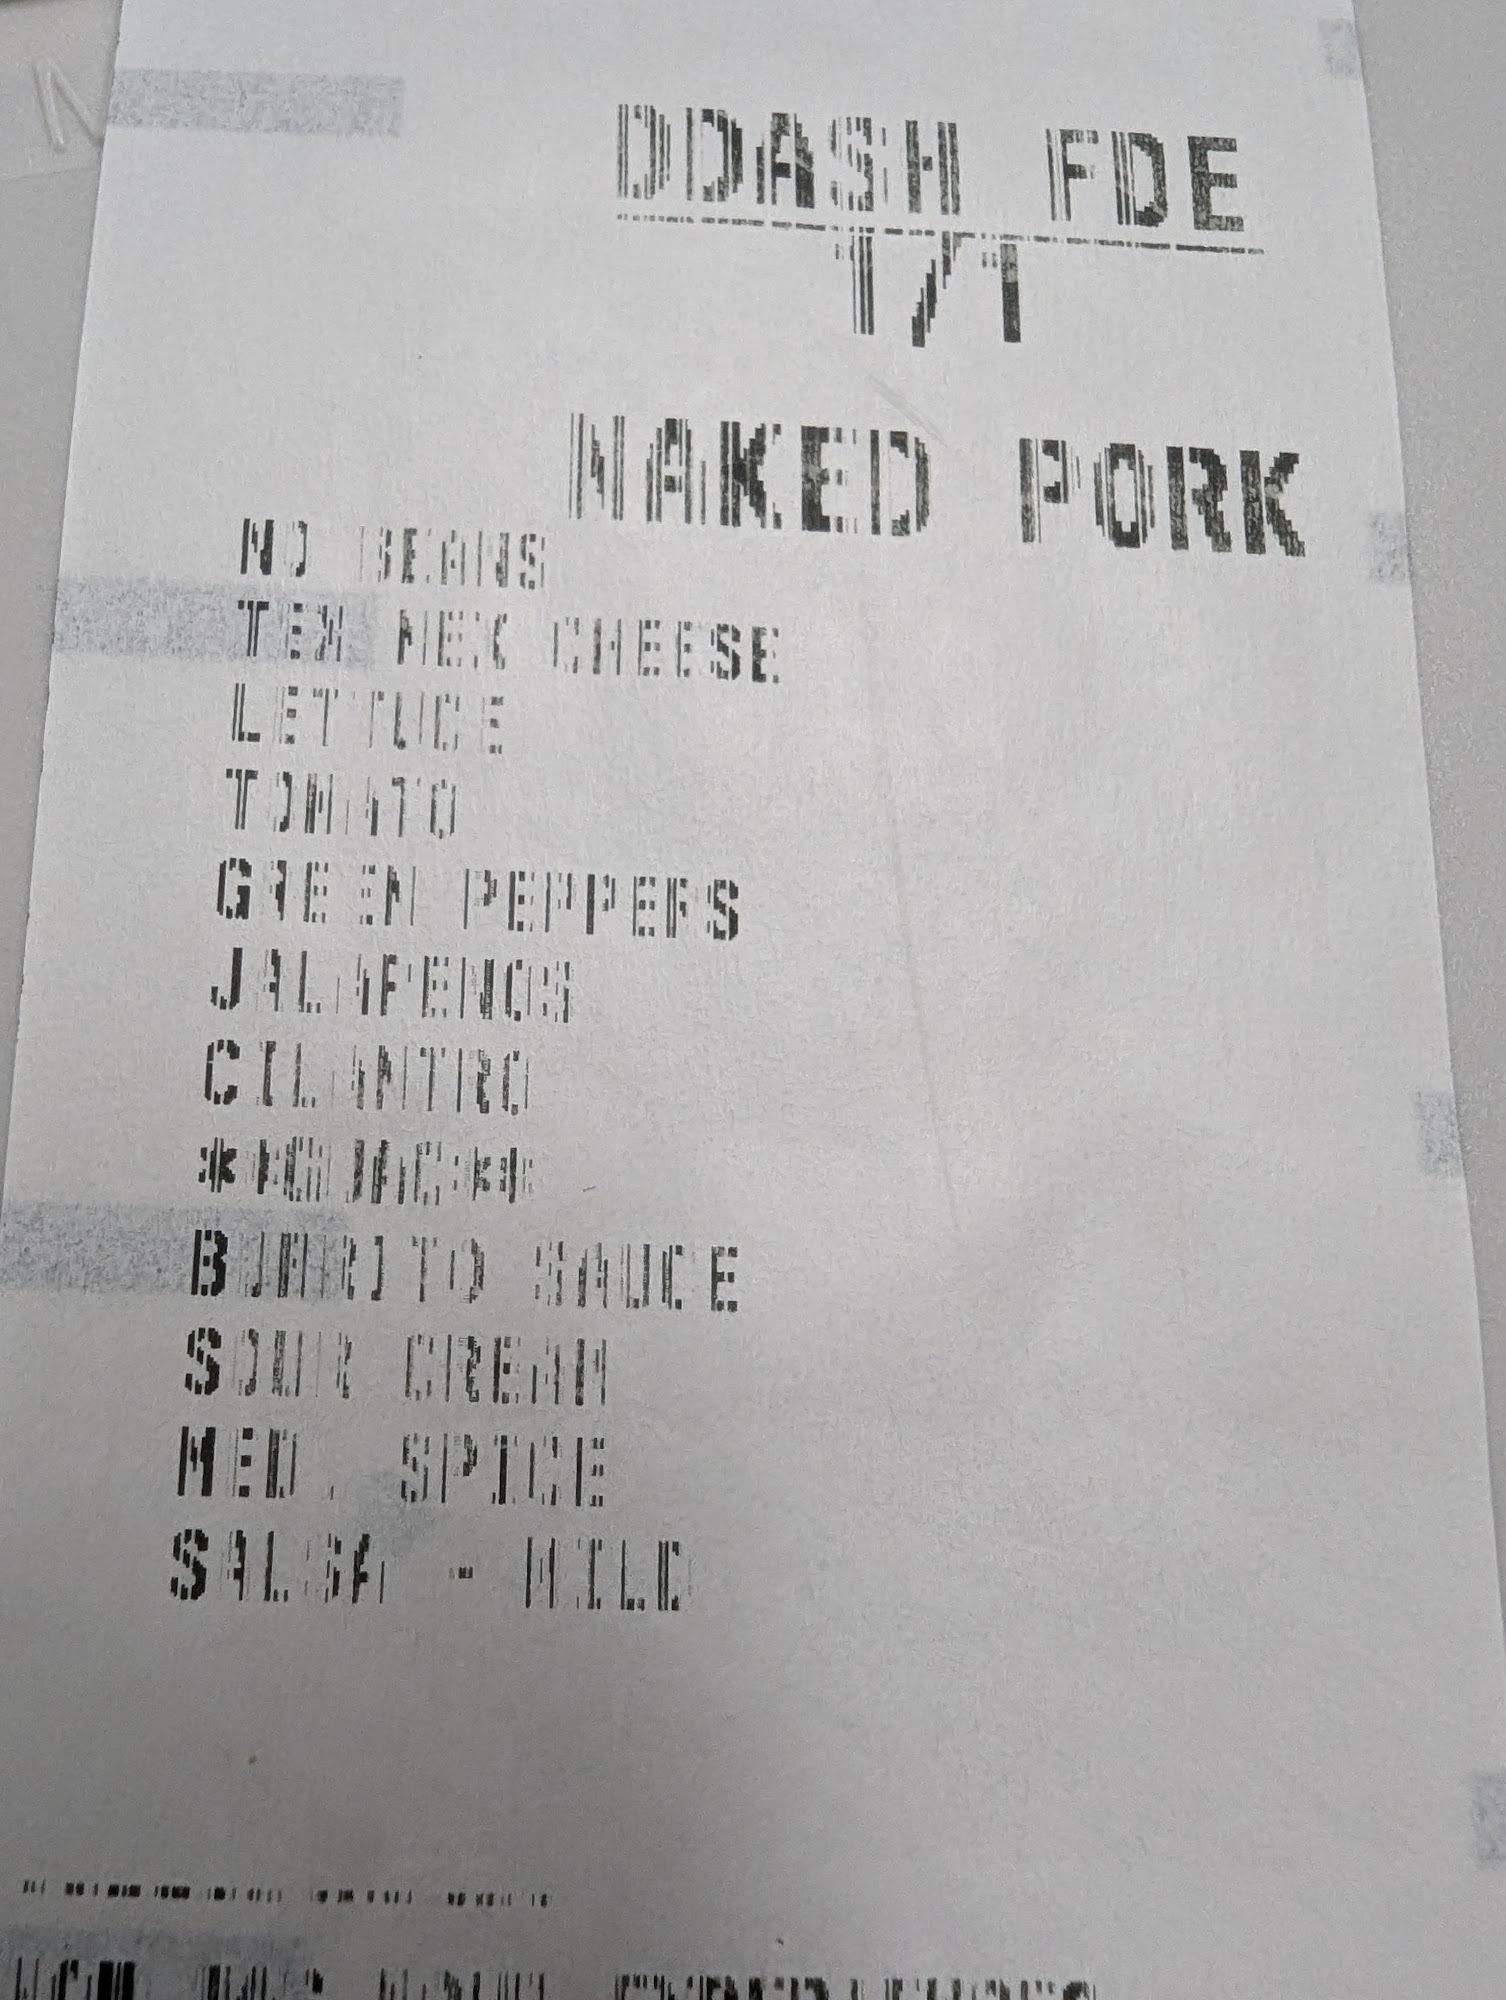 DDASH FDE
1/1
NAKED PORK
NO BEANS
TEX MEX CHEESE
LETTUCE
TOMATO
GREEN PEPPERS
JALAPENOS
CILANTRO
**GUAC**
BURRITO SAUCE
SOUR CREAM
MED. SPICE
SALSA - MILD